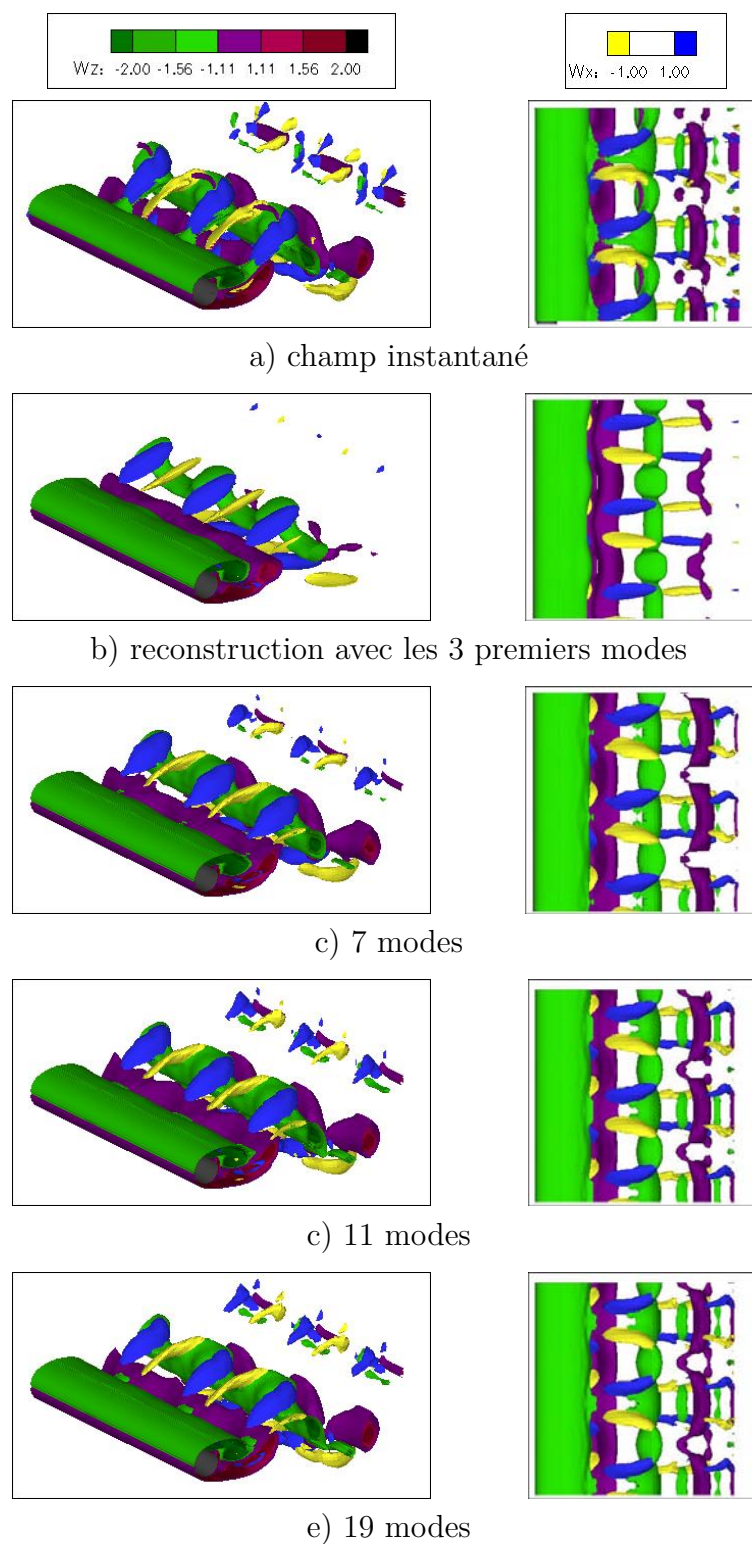 Wz: -2.00 -1.56 -1.11 1.11 1.56 2.00
Wx: -1.00 1.00
a) champ instantané
b) reconstruction avec les 3 premiers modes
c) 7 modes
c) 11 modes
e) 19 modes